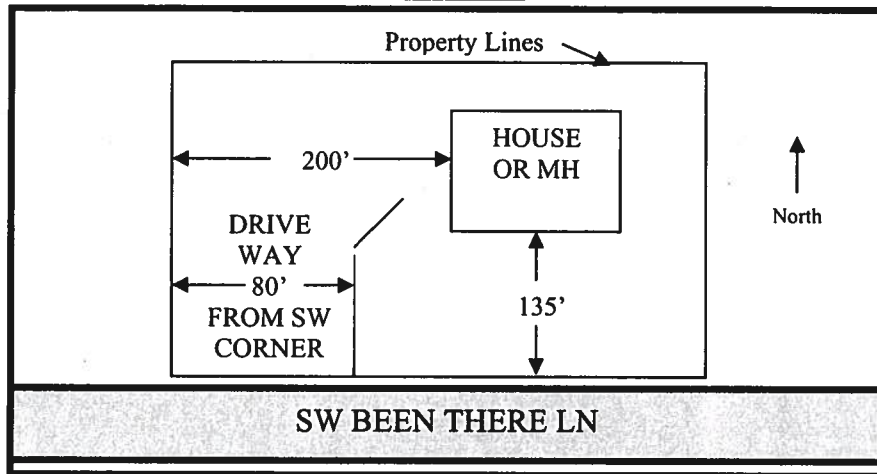 Property Lines
HOUSE
OR MH
200’
North
DRIVE
WAY
80’
FROM SW
CORNER
135’
SW BEEN THERE LN